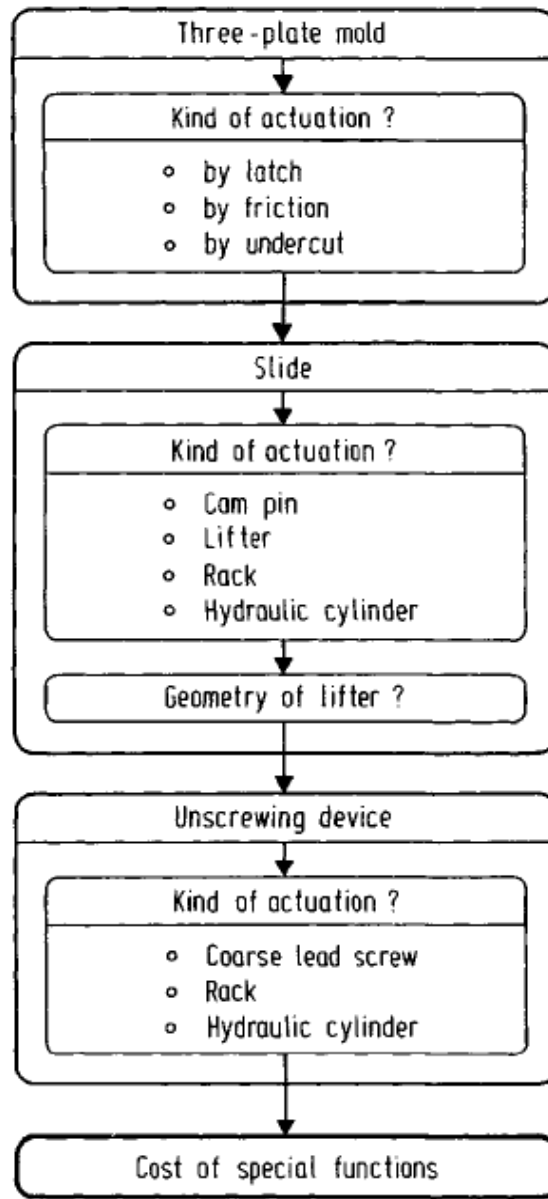 Three-plate mold
Kind of actuation ?
○ by latch
○ by friction
○ by undercut
Slide
Kind of actuation ?
○ Cam pin
○ Lifter
○ Rack
○ Hydraulic cylinder
Geometry of lifter ?
Unscrewing device
Kind of actuation ?
○ Coarse lead screw
○ Rack
○ Hydraulic cylinder
Cost of special functions